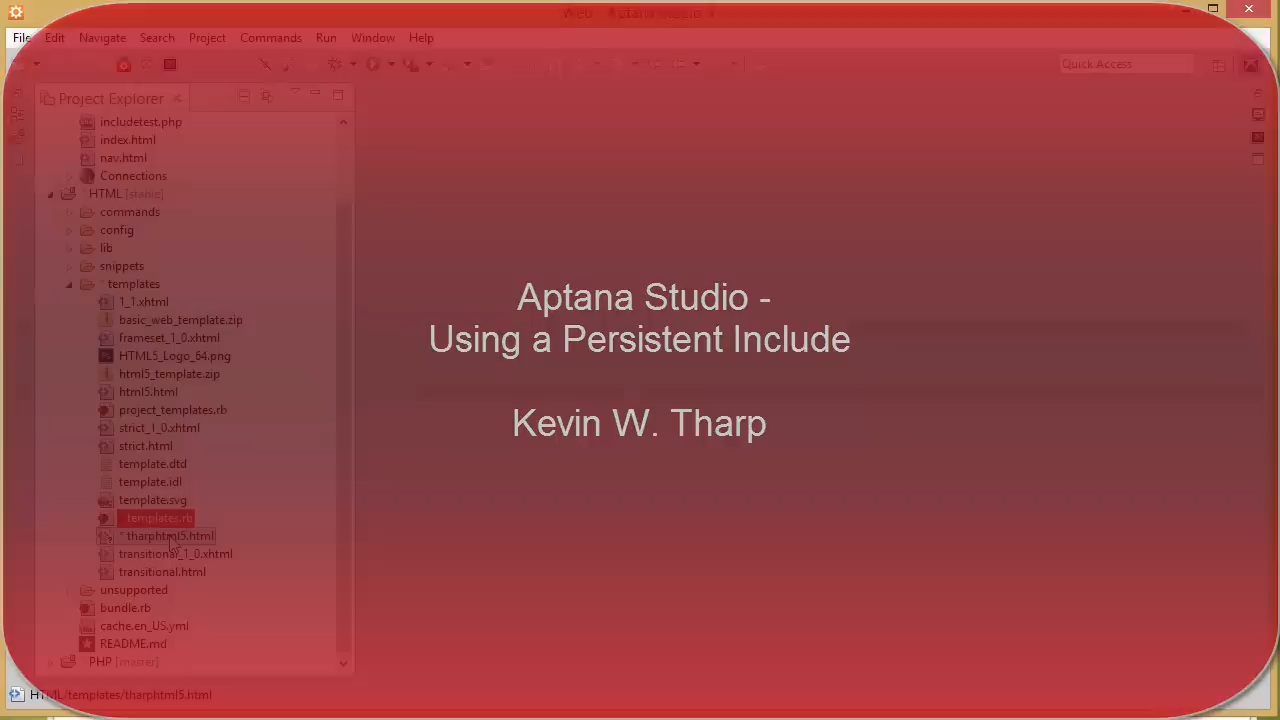 File Edit Navigate Search Project Commands Run Window Help
Quick Access
Project Explorer
includetest.php
index.html
nav.html
Connections
HTML [stable]
commands
config
lib
snippets
* templates
1_1.xhtml
basic_web_template.zip
frameset_1_0.xhtml
HTML5_Logo_64.png
html5_template.zip
html5.html
project_templates.rb
strict_1_0.xhtml
strict.html
template.dtd
template.idl
template.svg
templates.rb
* tharphtml5.html
transitional_1_0.xhtml
transitional.html
unsupported
bundle.rb
cache.en_US.yml
README.md
PHP [master]
HTML/templates/tharphtml5.html
Aptana Studio -
Using a Persistent Include
Kevin W. Tharp